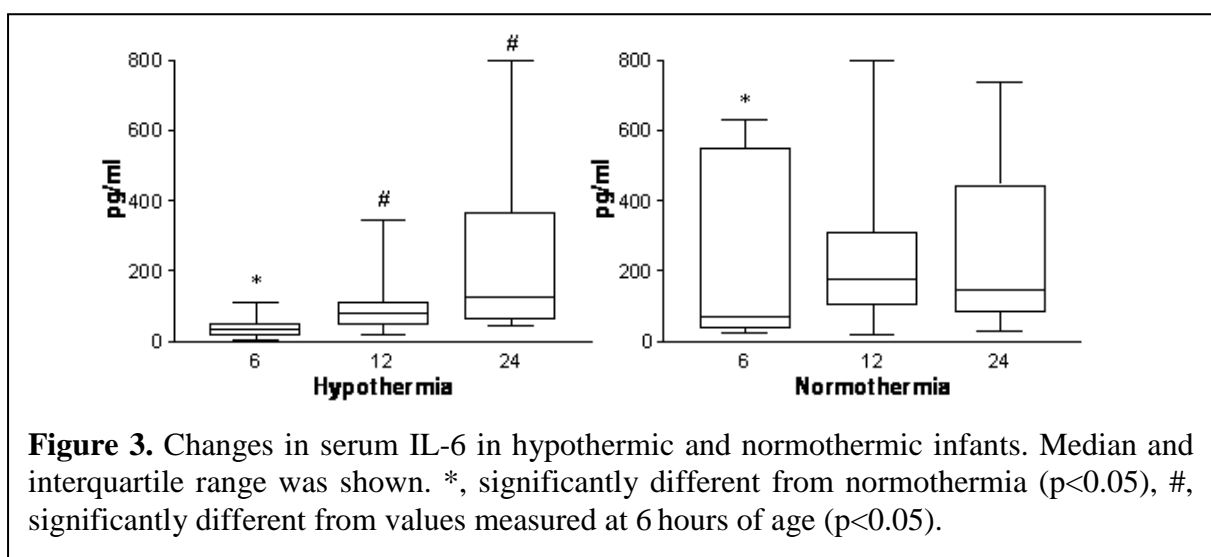 #
800
600
400
200
0
pg/ml
*
#
6
12
24
Hypothermia
800
600
400
200
0
pg/ml
*
6
12
24
Normothermia
Figure 3. Changes in serum IL-6 in hypothermic and normothermic infants. Median and
interquartile range was shown. *, significantly different from normothermia (p<0.05), #,
significantly different from values measured at 6 hours of age (p<0.05).